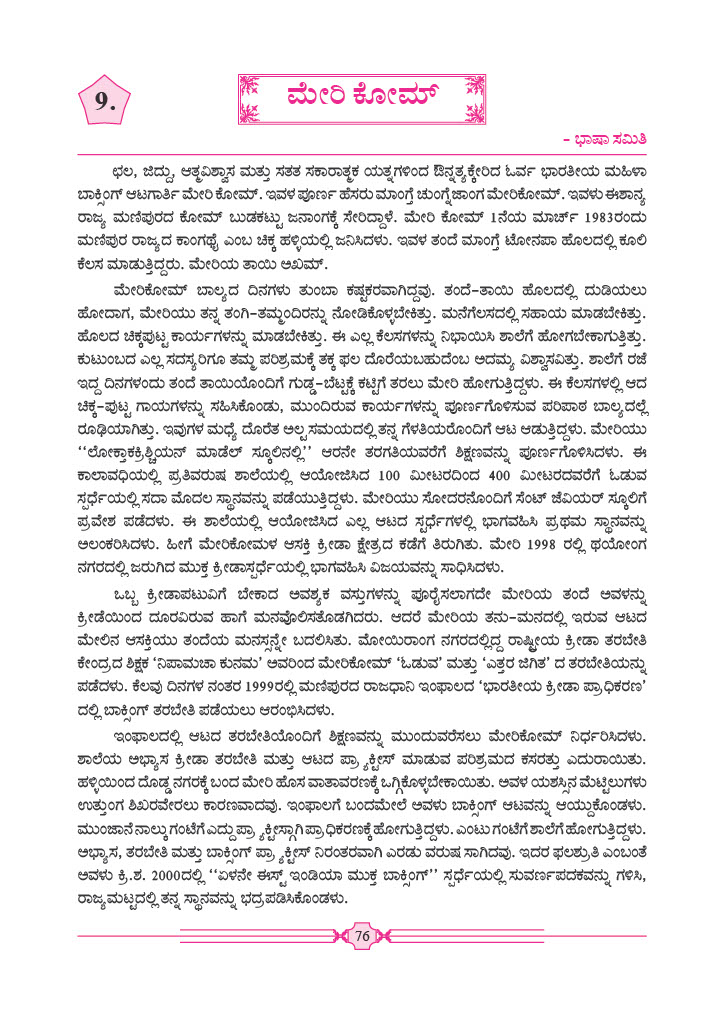 9.
ಮೇರಿ ಕೋಮ್
– ಭಾಷಾ ಸಮಿತಿ
ಛಲ, ಜಿದ್ದು, ಆತ್ಮವಿಶ್ವಾಸ ಮತ್ತು ಸತತ ಸಕಾರಾತ್ಮಕ ಯತ್ನಗಳಿಂದ ಔನ್ನತ್ಯಕ್ಕೇರಿದ ಓರ್ವ ಭಾರತೀಯ ಮಹಿಳಾ
ಬಾಕ್ಸಿಂಗ್ ಆಟಗಾರ್ತಿ ಮೇರಿ ಕೋಮ್. ಇವಳ ಪೂರ್ಣ ಹೆಸರು ಮಾಂಗ್ತೆ ಚುಂಗ್ನೆಜಾಂಗ ಮೇರಿಕೋಮ್. ಇವಳು ಈಶಾನ್ಯ
ರಾಜ್ಯ ಮಣಿಪುರದ ಕೋಮ್ ಬುಡಕಟ್ಟು ಜನಾಂಗಕ್ಕೆ ಸೇರಿದ್ದಾಳೆ. ಮೇರಿ ಕೋಮ್ 1ನೆಯ ಮಾರ್ಚ್ 1983ರಂದು
ಮಣಿಪುರ ರಾಜ್ಯದ ಕಾಂಗಥೈ ಎಂಬ ಚಿಕ್ಕ ಹಳ್ಳಿಯಲ್ಲಿ ಜನಿಸಿದಳು. ಇವಳ ತಂದೆ ಮಾಂಗ್ತೆ ಟೋನಪಾ ಹೊಲದಲ್ಲಿ ಕೂಲಿ
ಕೆಲಸ ಮಾಡುತ್ತಿದ್ದರು. ಮೇರಿಯ ತಾಯಿ ಅಖಮ್.
ಮೇರಿಕೋಮ್ ಬಾಲ್ಯದ ದಿನಗಳು ತುಂಬಾ ಕಷ್ಟಕರವಾಗಿದ್ದವು. ತಂದೆ–ತಾಯಿ ಹೊಲದಲ್ಲಿ ದುಡಿಯಲು
ಹೋದಾಗ, ಮೇರಿಯು ತನ್ನ ತಂಗಿ–ತಮ್ಮಂದಿರನ್ನು ನೋಡಿಕೊಳ್ಳಬೇಕಿತ್ತು. ಮನೆಗೆಲಸದಲ್ಲಿ ಸಹಾಯ ಮಾಡಬೇಕಿತ್ತು.
ಹೊಲದ ಚಿಕ್ಕಪುಟ್ಟ ಕಾರ್ಯಗಳನ್ನು ಮಾಡಬೇಕಿತ್ತು. ಈ ಎಲ್ಲ ಕೆಲಸಗಳನ್ನು ನಿಭಾಯಿಸಿ ಶಾಲೆಗೆ ಹೋಗಬೇಕಾಗುತ್ತಿತ್ತು.
ಕುಟುಂಬದ ಎಲ್ಲ ಸದಸ್ಯರಿಗೂ ತಮ್ಮ ಪರಿಶ್ರಮಕ್ಕೆ ತಕ್ಕ ಫಲ ದೊರೆಯಬಹುದೆಂಬ ಅದಮ್ಯ ವಿಶ್ವಾಸವಿತ್ತು. ಶಾಲೆಗೆ ರಜೆ
ಇದ್ದ ದಿನಗಳಂದು ತಂದೆ ತಾಯಿಯೊಂದಿಗೆ ಗುಡ್ಡ–ಬೆಟ್ಟಕ್ಕೆ ಕಟ್ಟಿಗೆ ತರಲು ಮೇರಿ ಹೋಗುತ್ತಿದ್ದಳು. ಈ ಕೆಲಸಗಳಲ್ಲಿ ಆದ
ಚಿಕ್ಕ–ಪುಟ್ಟ ಗಾಯಗಳನ್ನು ಸಹಿಸಿಕೊಂಡು, ಮುಂದಿರುವ ಕಾರ್ಯಗಳನ್ನು ಪೂರ್ಣಗೊಳಿಸುವ ಪರಿಪಾಠ ಬಾಲ್ಯದಲ್ಲೆ
ರೂಢಿಯಾಗಿತ್ತು. ಇವುಗಳ ಮಧ್ಯೆ ದೊರೆತ ಅಲ್ಪಸಮಯದಲ್ಲಿ ತನ್ನ ಗೆಳತಿಯರೊಂದಿಗೆ ಆಟ ಆಡುತ್ತಿದ್ದಳು. ಮೇರಿಯು
‘‘ಲೋಕ್ತಾಕಕ್ರಿಶ್ಚಿಯನ್ ಮಾಡೆಲ್ ಸ್ಕೂಲಿನಲ್ಲಿ’’ ಆರನೇ ತರಗತಿಯವರೆಗೆ ಶಿಕ್ಷಣವನ್ನು ಪೂರ್ಣಗೊಳಿಸಿದಳು. ಈ
ಕಾಲಾವಧಿಯಲ್ಲಿ ಪ್ರತಿವರುಷ ಶಾಲೆಯಲ್ಲಿ ಆಯೋಜಿಸಿದ 100 ಮೀಟರದಿಂದ 400 ಮೀಟರದವರೆಗೆ ಓಡುವ
ಸ್ಪರ್ಧೆಯಲ್ಲಿ ಸದಾ ಮೊದಲ ಸ್ಥಾನವನ್ನು ಪಡೆಯುತ್ತಿದ್ದಳು. ಮೇರಿಯು ಸೋದರನೊಂದಿಗೆ ಸೆಂಟ್ ಜೆವಿಯರ್ ಸ್ಕೂಲಿಗೆ
ಪ್ರವೇಶ ಪಡೆದಳು. ಈ ಶಾಲೆಯಲ್ಲಿ ಆಯೋಜಿಸಿದ ಎಲ್ಲ ಆಟದ ಸ್ಪರ್ಧೆಗಳಲ್ಲಿ ಭಾಗವಹಿಸಿ ಪ್ರಥಮ ಸ್ಥಾನವನ್ನು
ಅಲಂಕರಿಸಿದಳು. ಹೀಗೆ ಮೇರಿಕೋಮಳ ಆಸಕ್ತಿ ಕ್ರೀಡಾ ಕ್ಷೇತ್ರದ ಕಡೆಗೆ ತಿರುಗಿತು. ಮೇರಿ 1998 ರಲ್ಲಿ ಥಯೋಂಗ
ನಗರದಲ್ಲಿ ಜರುಗಿದ ಮುಕ್ತ ಕ್ರೀಡಾಸ್ಪರ್ಧೆಯಲ್ಲಿ ಭಾಗವಹಿಸಿ ವಿಜಯವನ್ನು ಸಾಧಿಸಿದಳು.
ಒಬ್ಬ ಕ್ರೀಡಾಪಟುವಿಗೆ ಬೇಕಾದ ಅವಶ್ಯಕ ವಸ್ತುಗಳನ್ನು ಪೂರೈಸಲಾಗದೇ ಮೇರಿಯ ತಂದೆ ಅವಳನ್ನು
ಕ್ರೀಡೆಯಿಂದ ದೂರವಿರುವ ಹಾಗೆ ಮನವೊಲಿಸತೊಡಗಿದರು. ಆದರೆ ಮೇರಿಯ ತನು–ಮನದಲ್ಲಿ ಇರುವ ಆಟದ
ಮೇಲಿನ ಆಸಕ್ತಿಯು ತಂದೆಯ ಮನಸ್ಸನ್ನೇ ಬದಲಿಸಿತು. ಮೋಯಿರಾಂಗ ನಗರದಲ್ಲಿದ್ದ ರಾಷ್ಟ್ರೀಯ ಕ್ರೀಡಾ ತರಬೇತಿ
ಕೇಂದ್ರದ ಶಿಕ್ಷಕ ‘ನಿಪಾಮಚಾ ಕುನಮ’ ಅವರಿಂದ ಮೇರಿಕೋಮ್ ‘ಓಡುವ’ ಮತ್ತು ‘ಎತ್ತರ ಜಿಗಿತ’ ದ ತರಬೇತಿಯನ್ನು
ಪಡೆದಳು. ಕೆಲವು ದಿನಗಳ ನಂತರ 1999ರಲ್ಲಿ ಮಣಿಪುರದ ರಾಜಧಾನಿ ಇಂಫಾಲದ ‘ಭಾರತೀಯ ಕ್ರೀಡಾ ಪ್ರಾಧಿಕರಣ’
ದಲ್ಲಿ ಬಾಕ್ಸಿಂಗ್ ತರಬೇತಿ ಪಡೆಯಲು ಆರಂಭಿಸಿದಳು.
ಇಂಫಾಲದಲ್ಲಿ ಆಟದ ತರಬೇತಿಯೊಂದಿಗೆ ಶಿಕ್ಷಣವನ್ನು ಮುಂದುವರೆಸಲು ಮೇರಿಕೋಮ್ ನಿರ್ಧರಿಸಿದಳು.
ಶಾಲೆಯ ಅಭ್ಯಾಸ ಕ್ರೀಡಾ ತರಬೇತಿ ಮತ್ತು ಆಟದ ಪ್ರ್ಯಾಕ್ಟೀಸ್ ಮಾಡುವ ಪರಿಶ್ರಮದ ಕಸರತ್ತು ಎದುರಾಯಿತು.
ಹಳ್ಳಿಯಿಂದ ದೊಡ್ಡ ನಗರಕ್ಕೆ ಬಂದ ಮೇರಿ ಹೊಸ ವಾತಾವರಣಕ್ಕೆ ಒಗ್ಗಿಕೊಳ್ಳಬೇಕಾಯಿತು. ಅವಳ ಯಶಸ್ಸಿನ ಮೆಟ್ಟಿಲುಗಳು
ಉತ್ತುಂಗ ಶಿಖರವೇರಲು ಕಾರಣವಾದವು. ಇಂಫಾಲಗೆ ಬಂದಮೇಲೆ ಅವಳು ಬಾಕ್ಸಿಂಗ್ ಆಟವನ್ನು ಆಯ್ದುಕೊಂಡಳು.
ಮುಂಜಾನೆ ನಾಲ್ಕು ಗಂಟೆಗೆ ಎದ್ದು ಪ್ರ್ಯಾಕ್ಟೀಸ್ಗಾಗಿ ಪ್ರಾಧಿಕರಣಕ್ಕೆ ಹೋಗುತ್ತಿದ್ದಳು. ಎಂಟು ಗಂಟೆಗೆ ಶಾಲೆಗೆ ಹೋಗುತ್ತಿದ್ದಳು.
ಅಭ್ಯಾಸ, ತರಬೇತಿ ಮತ್ತು ಬಾಕ್ಸಿಂಗ್ ಪ್ರ್ಯಾಕ್ಟೀಸ್ ನಿರಂತರವಾಗಿ ಎರಡು ವರುಷ ಸಾಗಿದವು. ಇದರ ಫಲಶ್ರುತಿ ಎಂಬಂತೆ
ಅವಳು ಕ್ರಿ.ಶ. 2000ದಲ್ಲಿ ‘‘ಏಳನೇ ಈಸ್ಟ್ ಇಂಡಿಯಾ ಮುಕ್ತ ಬಾಕ್ಸಿಂಗ್’’ ಸ್ಪರ್ಧೆಯಲ್ಲಿ ಸುವರ್ಣಪದಕವನ್ನು ಗಳಿಸಿ,
ರಾಜ್ಯಮಟ್ಟದಲ್ಲಿ ತನ್ನ ಸ್ಥಾನವನ್ನು ಭದ್ರಪಡಿಸಿಕೊಂಡಳು.
76